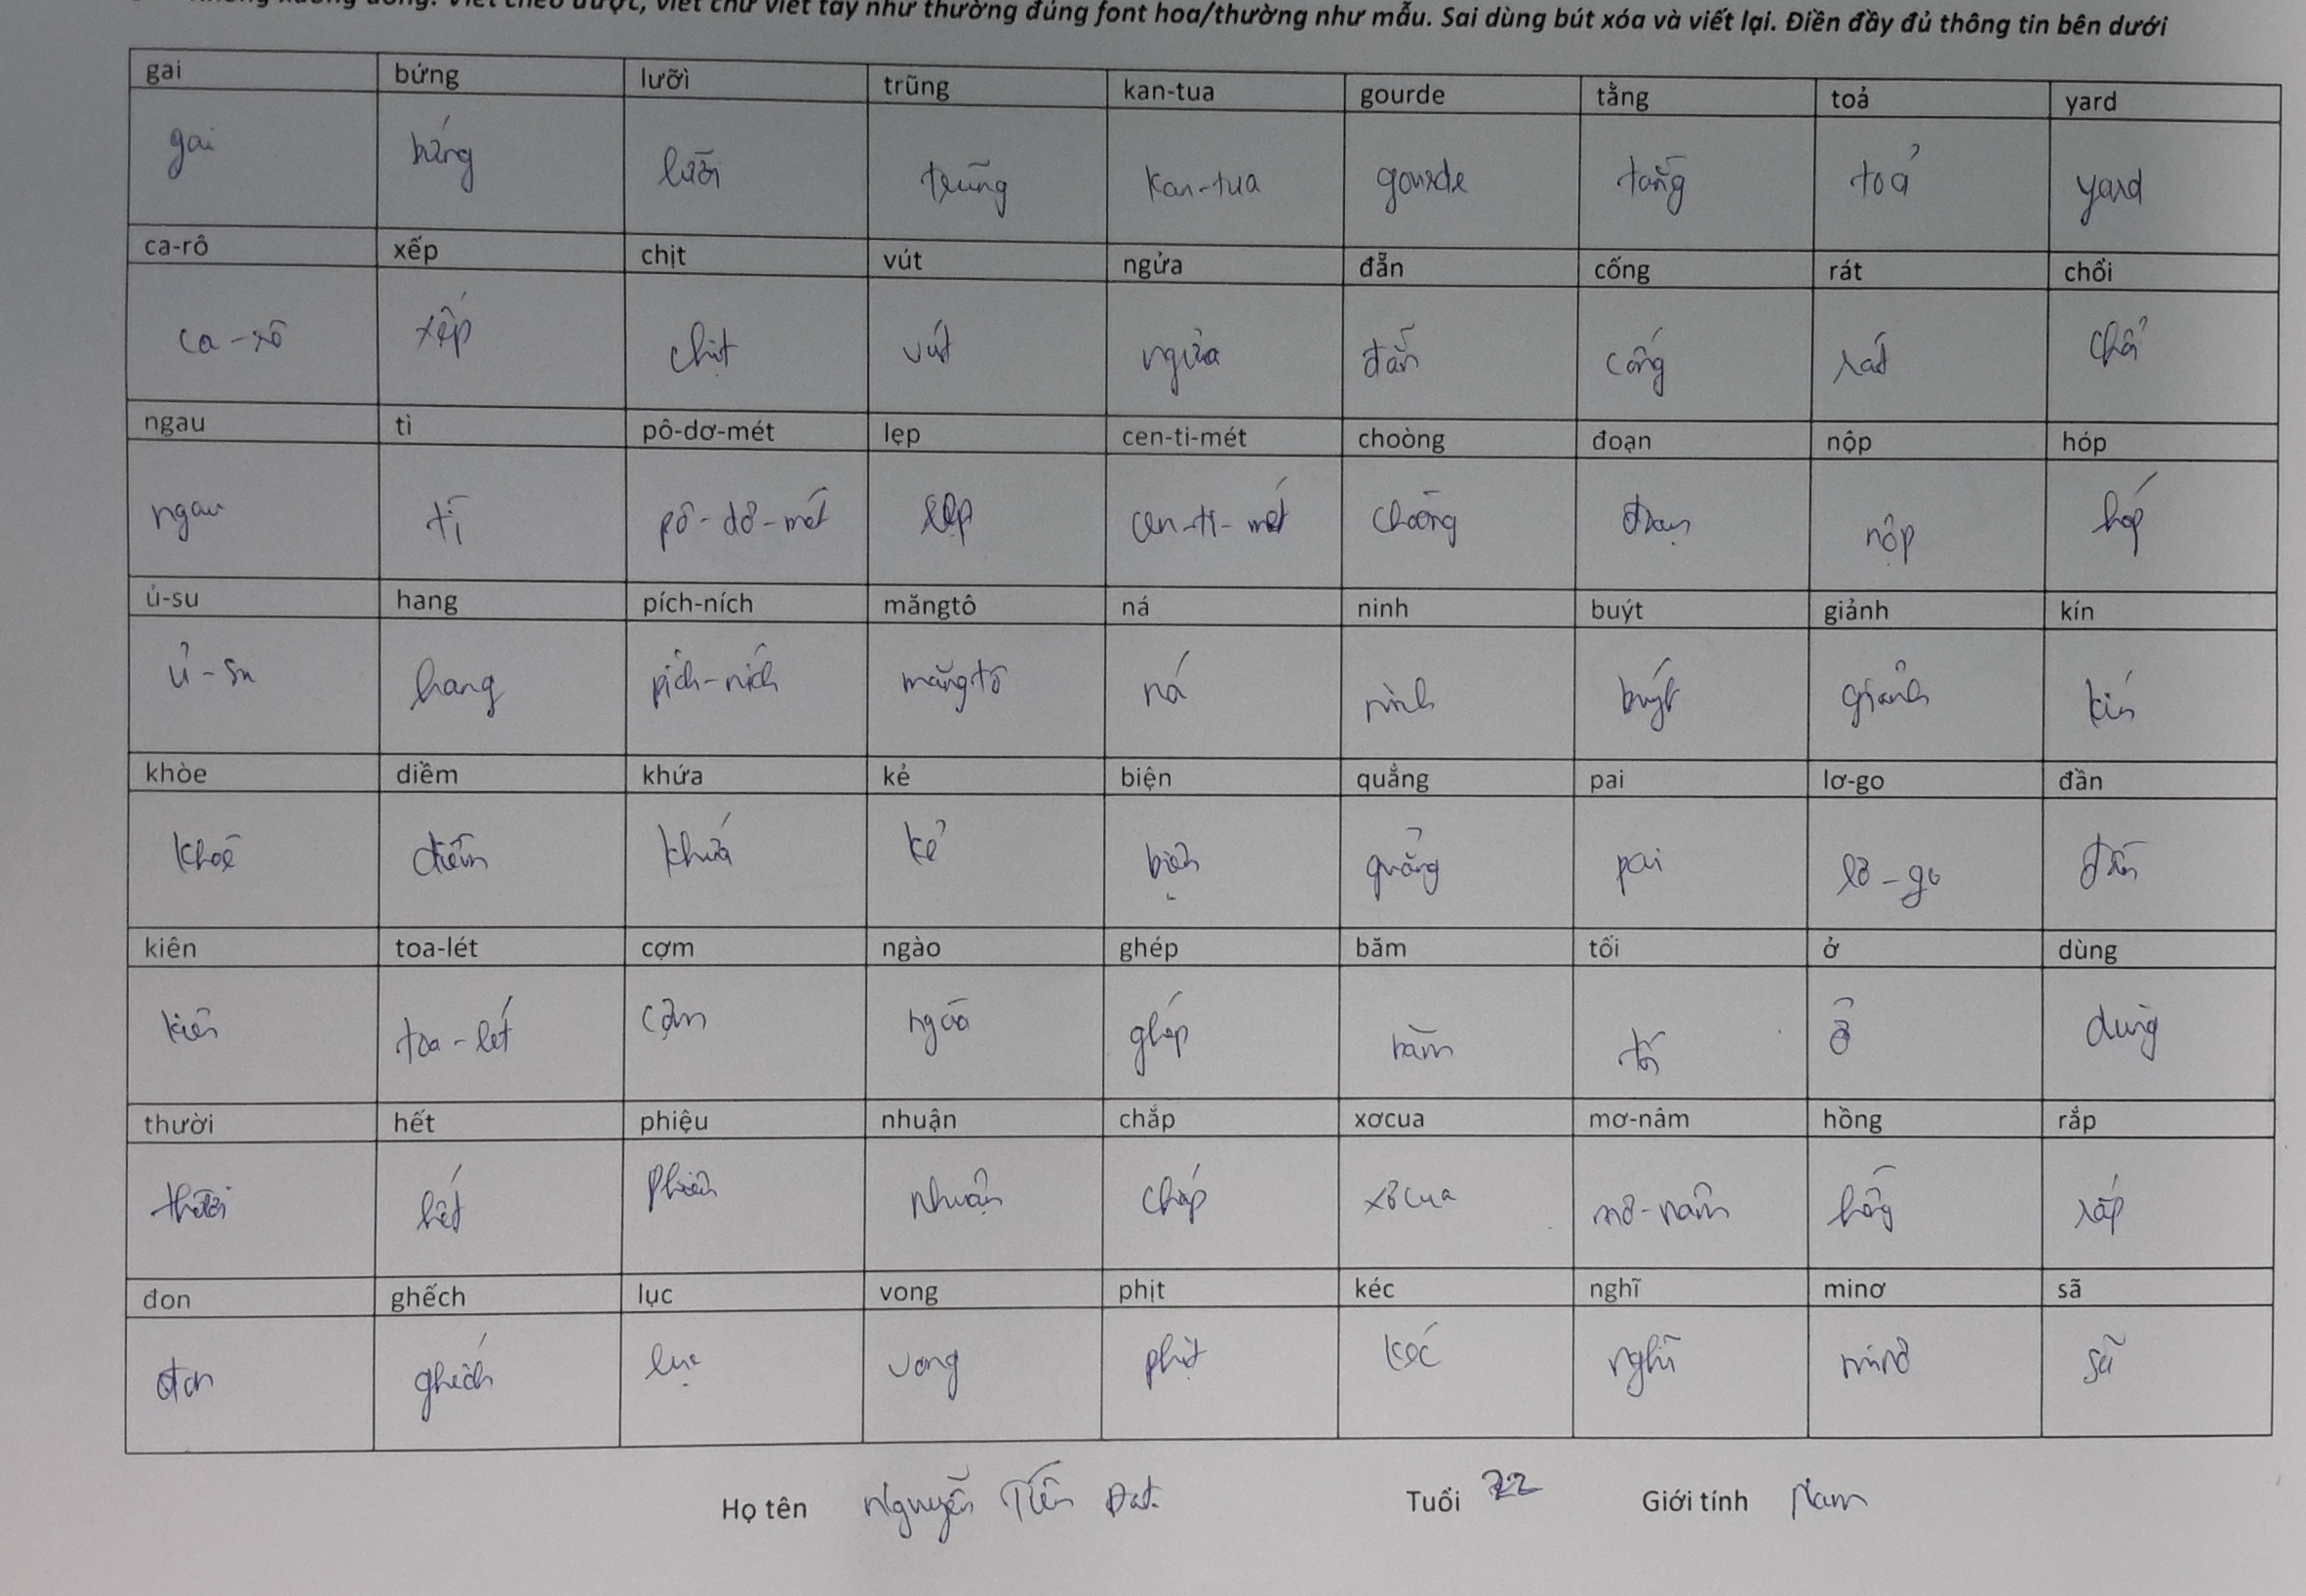 không xuống dòng. Viết theo được, viết chữ viết tay như thường đúng font hoa/thường như mẫu. Sai dùng bút xóa và viết lại. Điền đầy đủ thông tin bên dưới
gai bứng lưỡi trũng kan-tua gourde tằng toả yard
gai bứng lưỡi trũng kan-tua gourde tằng toả yard
ca-rô xếp chịt vút ngửa đẵn cống rát chổi
ca-rô xếp chịt vút ngửa đẵn cống rát chổi
ngau tì pô-dơ-mét lẹp cen-ti-mét choòng đoạn nộp hóp
ngau tì pô-dơ-mét lẹp cen-ti-mét choòng đoạn nộp hóp
ủ-su hang pích-ních măngtô ná ninh buýt giảnh kín
ủ-su hang pích-ních măngtô ná ninh buýt giảnh kín
khòe diềm khứa kẻ biện quẳng pai lơ-go đần
khòe diềm khứa kẻ biện quẳng pai lơ-go đần
kiên toa-lét cợm ngào ghép băm tối ở dùng
kiên toa-lét cợm ngào ghép băm tối ở dùng
thười hết phiệu nhuận chắp xơcua mơ-nâm hồng rắp
thười hết nhuận chắp xơcua mơ-nâm hồng rắp
đon ghếch lục vong phịt kéc nghĩ minơ sã
đon ghếch lục vong phịt kéc nghĩ minơ sã
Họ tên Nguyễn Tiến Đạt Tuổi 22 Giới tính Nam